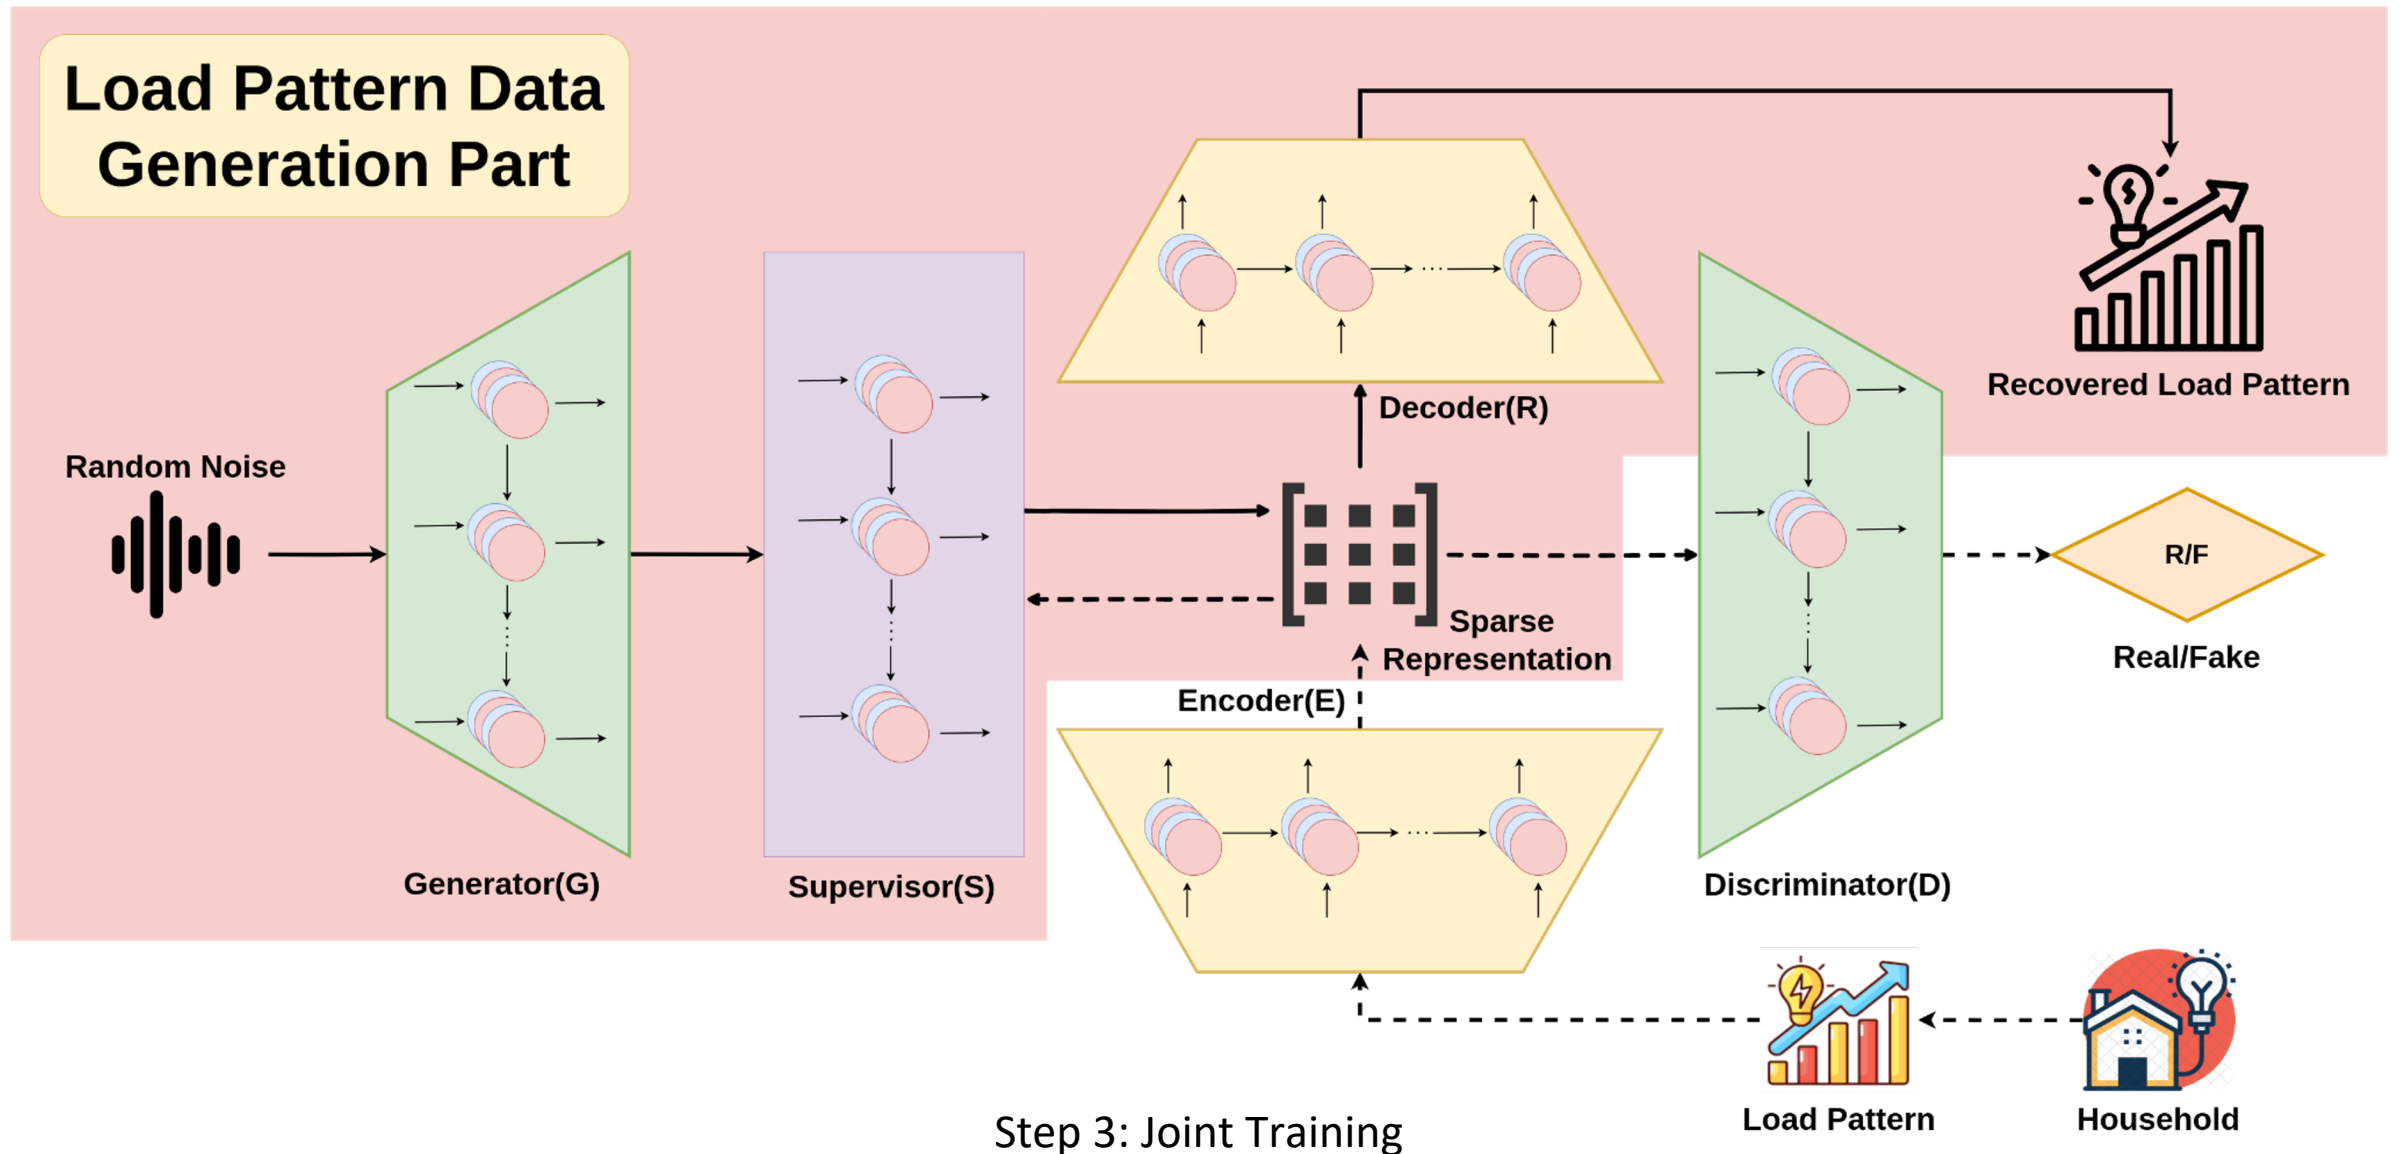 Load Pattern Data
Generation Part
Random Noise
Generator(G)
Supervisor(S)
Decoder(R)
Sparse
Representation
Encoder(E)
Discriminator(D)
Recovered Load Pattern
R/F
Real/Fake
Load Pattern
Household
Step 3: Joint Training